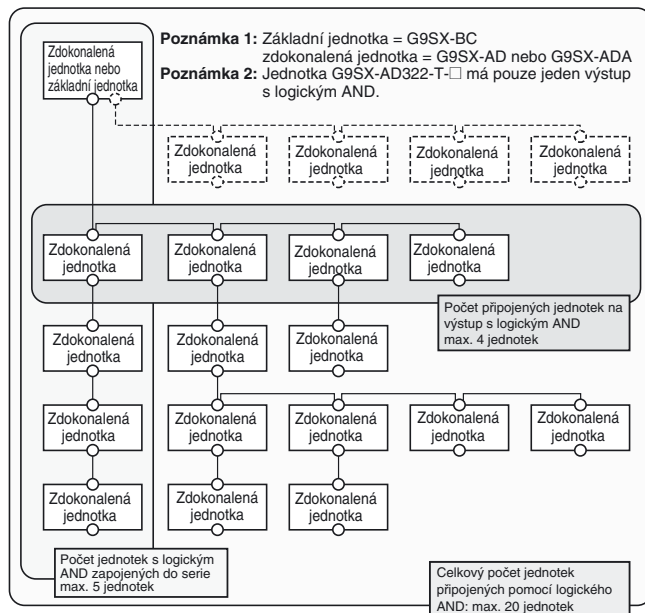 Zdokonalená
jednotka nebo
základní jednotka
Poznámka 1: Základní jednotka = G9SX-BC
zdokonalená jednotka = G9SX-AD nebo G9SX-ADA
Poznámka 2: Jednotka G9SX-AD322-T-□ má pouze jeden výstup
s logickým AND.
Zdokonalená
jednotka
Zdokonalená
jednotka
Zdokonalená
jednotka
Zdokonalená
jednotka
Zdokonalená
jednotka
Zdokonalená
jednotka
Zdokonalená
jednotka
Zdokonalená
jednotka
Počet připojených jednotek na
výstup s logickým AND
max. 4 jednotek
Zdokonalená
jednotka
Zdokonalená
jednotka
Zdokonalená
jednotka
Zdokonalená
jednotka
Zdokonalená
jednotka
Zdokonalená
jednotka
Zdokonalená
jednotka
Zdokonalená
jednotka
Zdokonalená
jednotka
Zdokonalená
jednotka
Zdokonalená
jednotka
Počet jednotek s logickým
AND zapojených do serie
max. 5 jednotek
Celkový počet jednotek
připojených pomocí logického
AND: max. 20 jednotek